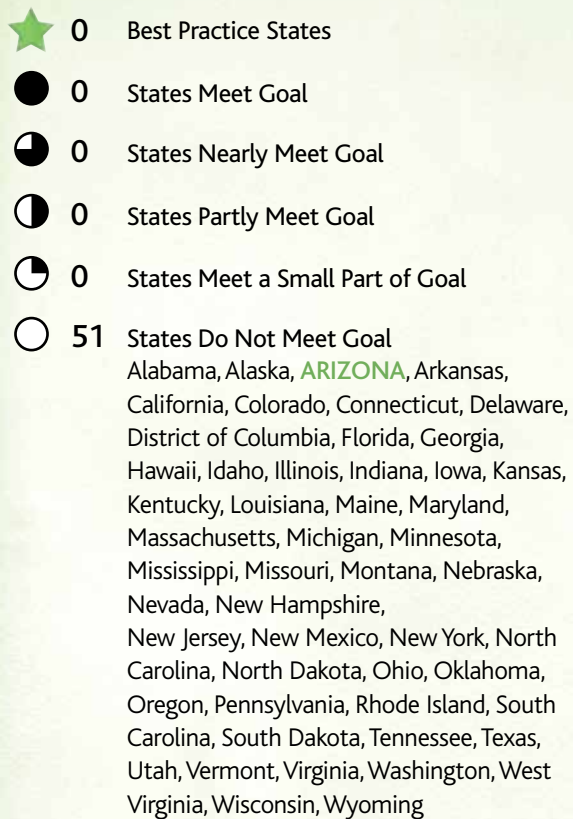 0 Best Practice States
0 States Meet Goal
0 States Nearly Meet Goal
0 States Partly Meet Goal
0 States Meet a Small Part of Goal
51 States Do Not Meet Goal
Alabama, Alaska, ARIZONA, Arkansas,
California, Colorado, Connecticut, Delaware,
District of Columbia, Florida, Georgia,
Hawaii, Idaho, Illinois, Indiana, Iowa, Kansas,
Kentucky, Louisiana, Maine, Maryland,
Massachusetts, Michigan, Minnesota,
Mississippi, Missouri, Montana, Nebraska,
Nevada, New Hampshire,
New Jersey, New Mexico, New York, North
Carolina, North Dakota, Ohio, Oklahoma,
Oregon, Pennsylvania, Rhode Island, South
Carolina, South Dakota, Tennessee, Texas,
Utah, Vermont, Virginia, Washington, West
Virginia, Wisconsin, Wyoming